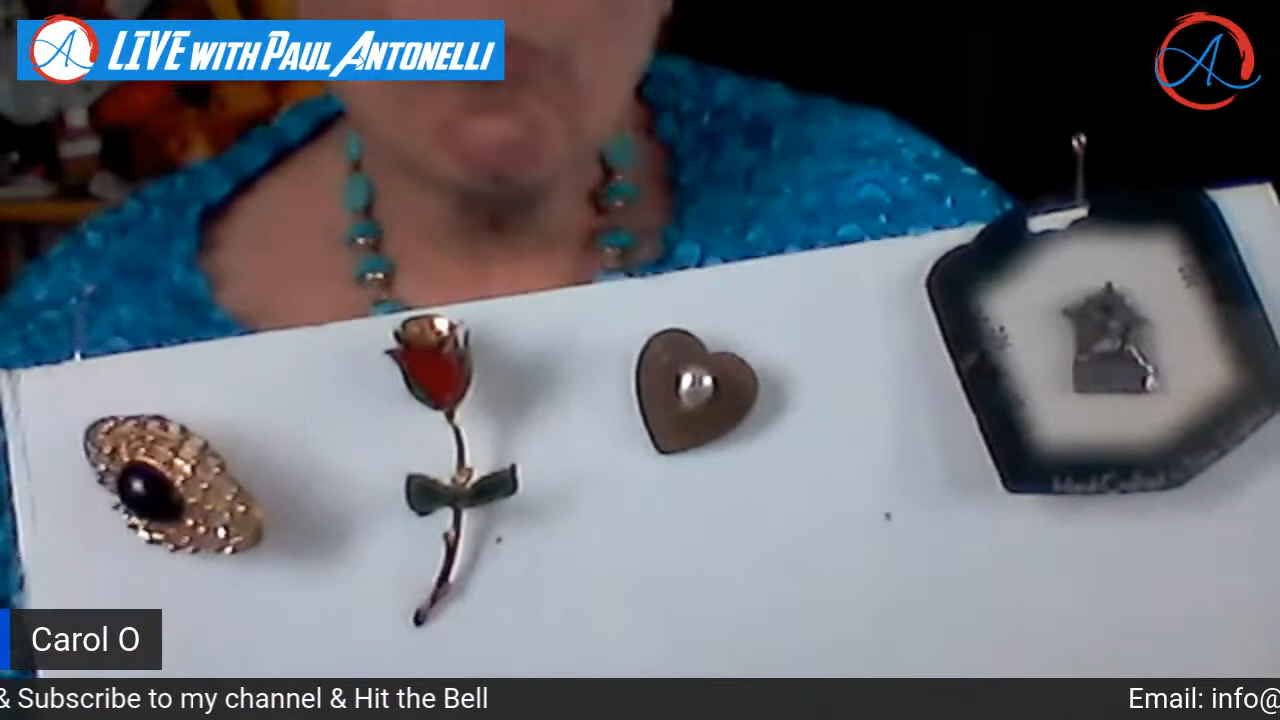 LIVE WITH PAUL ANTONELLI
Carol O
& Subscribe to my channel & Hit the Bell
Email: info@